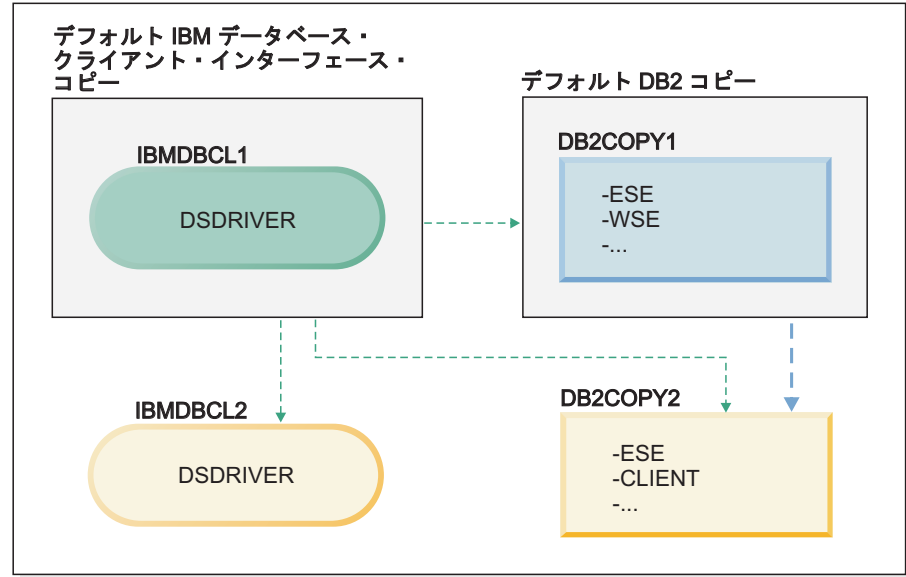 デフォルト IBM データベース・
クライアント・インターフェース・
コピー
デフォルト DB2 コピー
IBMDBCL1
DSDRIVER
DB2COPY1
-ESE
-WSE
-...
IBMDBCL2
DSDRIVER
DB2COPY2
-ESE
-CLIENT
-...